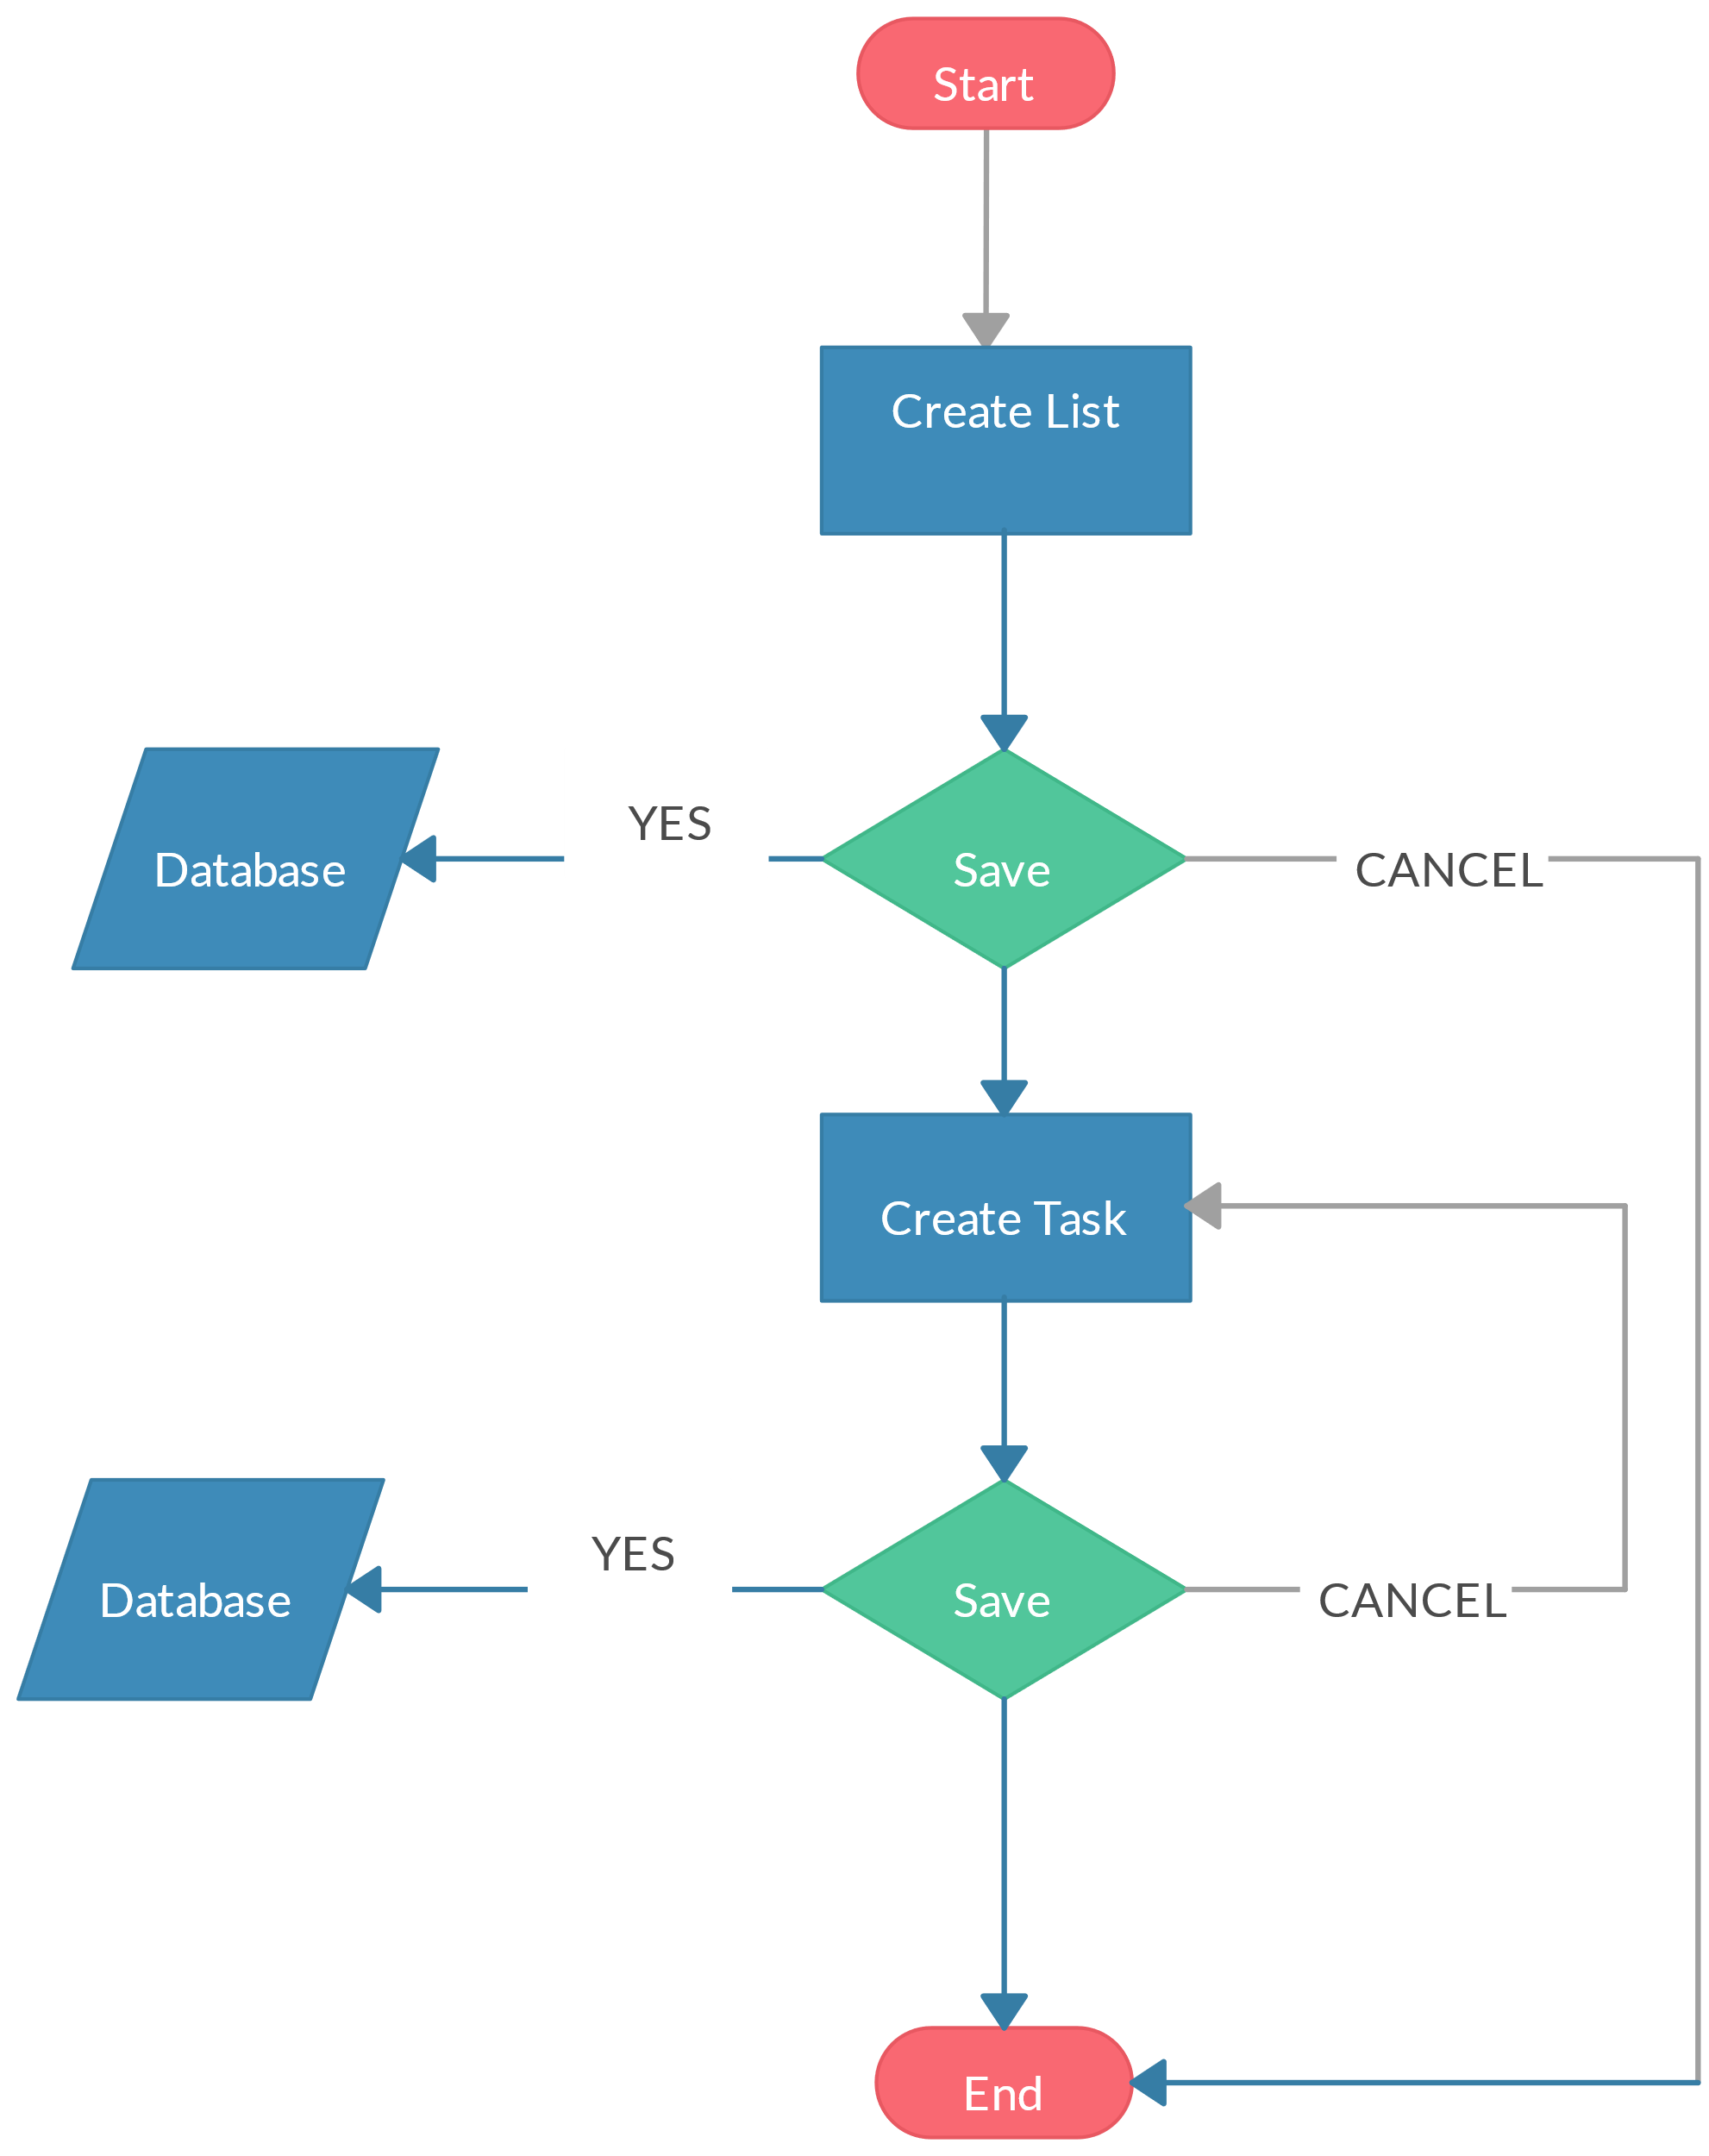 Start
Create List
YES
Database
Save
CANCEL
Create Task
YES
Database
Save
CANCEL
End